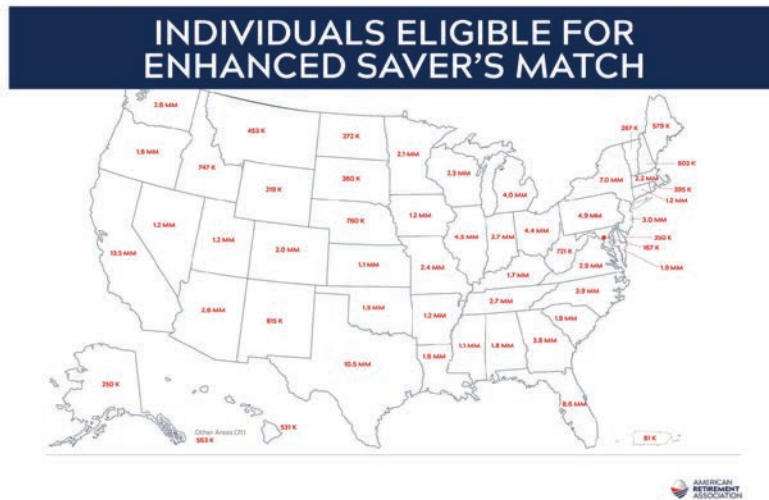 INDIVIDUALS ELIGIBLE FOR
ENHANCED SAVER'S MATCH
2.6 MM
453 K
272 K
2.1 MM
267 K
579 K
1.6 MM
747 K
360 K
2.3 MM
4.0 MM
7.0 MM
2.2 MM
503 K
395 K
1.2 MM
219 K
760 K
1.2 MM
4.9 MM
3.0 MM
1.2 MM
1.2 MM
2.0 MM
4.5 MM
2.7 MM
4.4 MM
250 K
167 K
13.5 MM
1.1 MM
2.4 MM
721 K
1.7 MM
2.9 MM
1.9 MM
2.6 MM
815 K
1.5 MM
1.2 MM
2.7 MM
3.9 MM
1.8 MM
10.5 MM
1.6 MM
1.1 MM
1.8 MM
3.8 MM
250 K
8.6 MM
Other Areas (21)
553 K
531 K
81 K
AMERICAN
RETIREMENT
ASSOCIATION